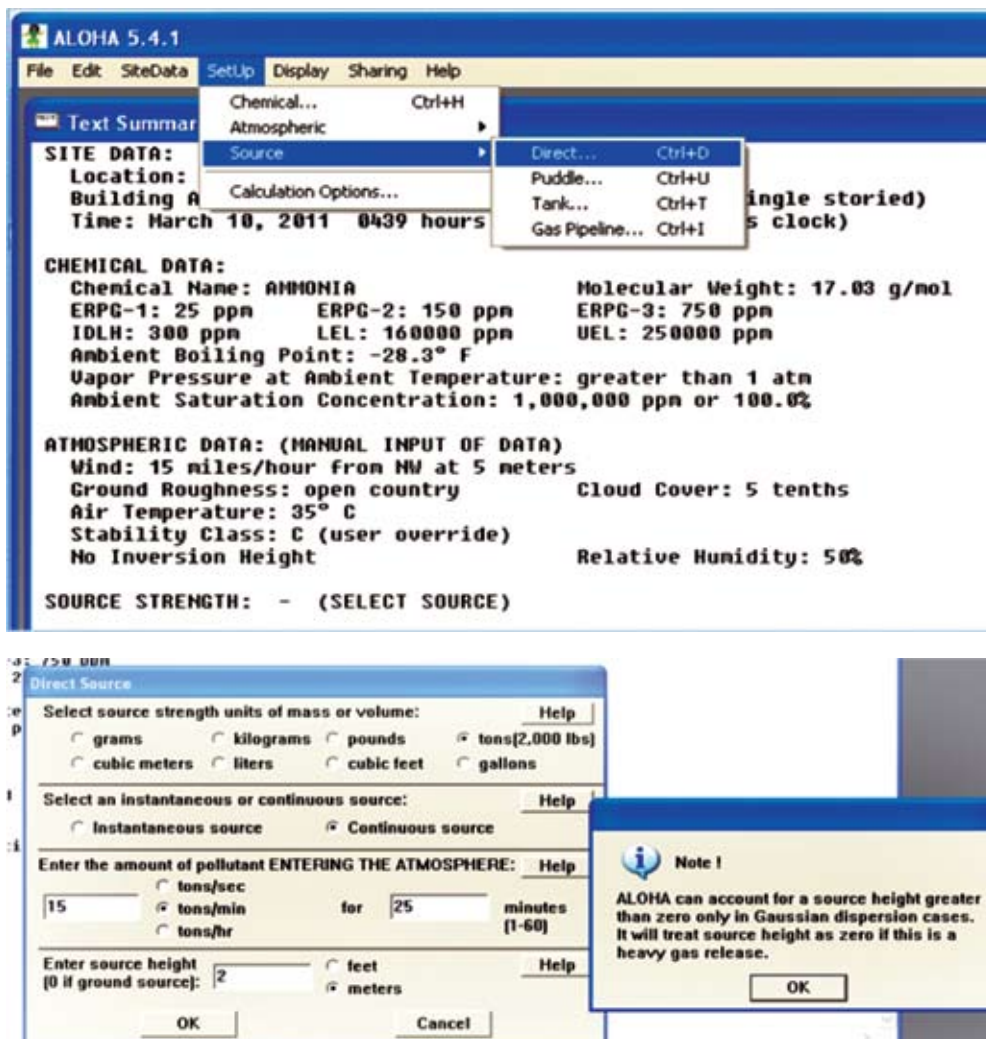 ALOHA 5.4.1
File Edit SiteData SetUp Display Sharing Help
Chemical... Ctrl+H
Atmospheric
Source
Calculation Options...
Direct... Ctrl+D
Puddle... Ctrl+U
Tank... Ctrl+T
Gas Pipeline... Ctrl+I
Text Summar
SITE DATA:
Location:
Building A ingle storied)
Time: March 10, 2011 0439 hours s clock)
CHEMICAL DATA:
Chemical Name: AMMONIA Molecular Weight: 17.03 g/mol
ERPG-1: 25 ppm ERPG-2: 150 ppm ERPG-3: 750 ppm
IDLH: 300 ppm LEL: 160000 ppm UEL: 250000 ppm
Ambient Boiling Point: -28.3° F
Vapor Pressure at Ambient Temperature: greater than 1 atm
Ambient Saturation Concentration: 1,000,000 ppm or 100.0%
ATMOSPHERIC DATA: (MANUAL INPUT OF DATA)
Wind: 15 miles/hour from NW at 5 meters
Ground Roughness: open country Cloud Cover: 5 tenths
Air Temperature: 35° C
Stability Class: C (user override)
No Inversion Height Relative Humidity: 50%
SOURCE STRENGTH: - (SELECT SOURCE)
Direct Source
Select source strength units of mass or volume: Help
grams kilograms pounds tons(2,000 lbs)
cubic meters liters cubic feet gallons
Select an instantaneous or continuous source: Help
Instantaneous source Continuous source
Enter the amount of pollutant ENTERING THE ATMOSPHERE: Help
tons/sec
15 tons/min for 25 minutes
tons/hr (1-60)
Enter source height feet Help
(0 if ground source): 2 meters
OK Cancel
Note !
ALOHA can account for a source height greater
than zero only in Gaussian dispersion cases.
It will treat source height as zero if this is a
heavy gas release.
OK